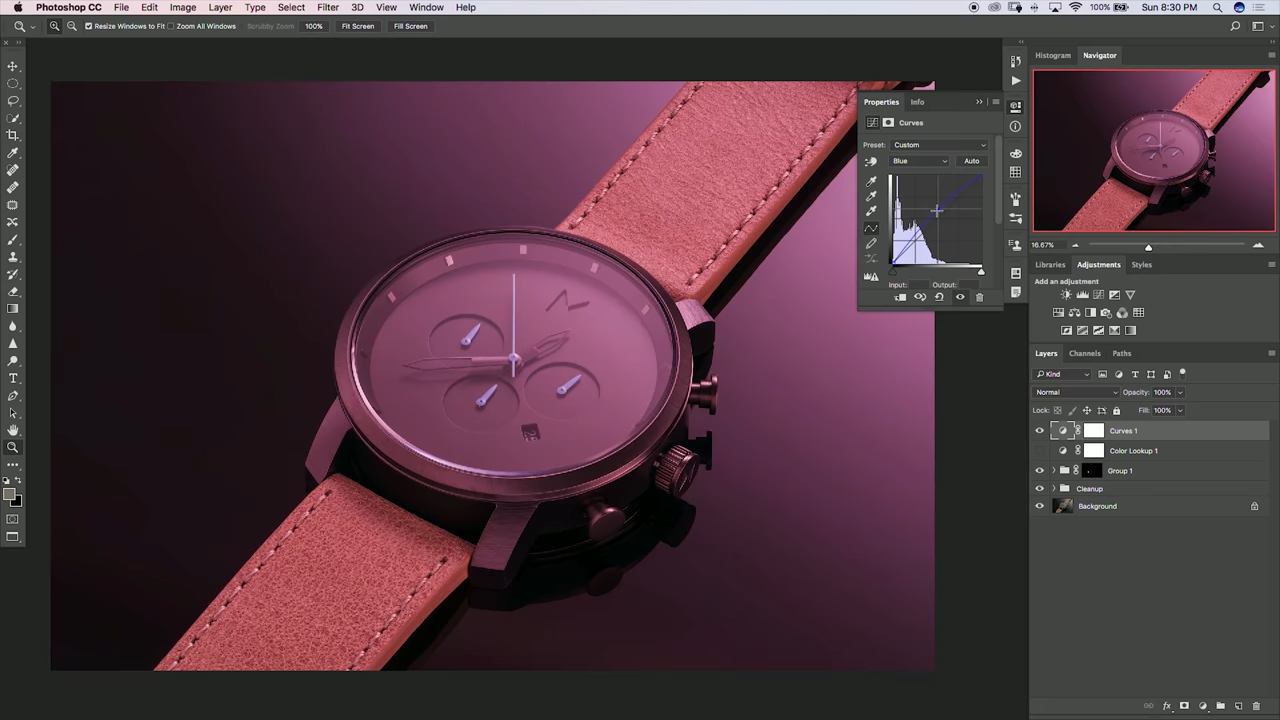 Photoshop CC File Edit Image Layer Type Select Filter 3D View Window Help 100% Sun 8:30 PM
Resize Windows to Fit Zoom All Windows Scrubby Zoom 100% Fit Screen Fill Screen
Histogram Navigator
Properties Info
Curves
Preset: Custom
Blue Auto
Input: Output:
16.67%
Libraries Adjustments Styles
Add an adjustment
Layers Channels Paths
Kind
Normal Opacity: 100%
Lock: Fill: 100%
Curves 1
Color Lookup 1
Group 1
Cleanup
Background